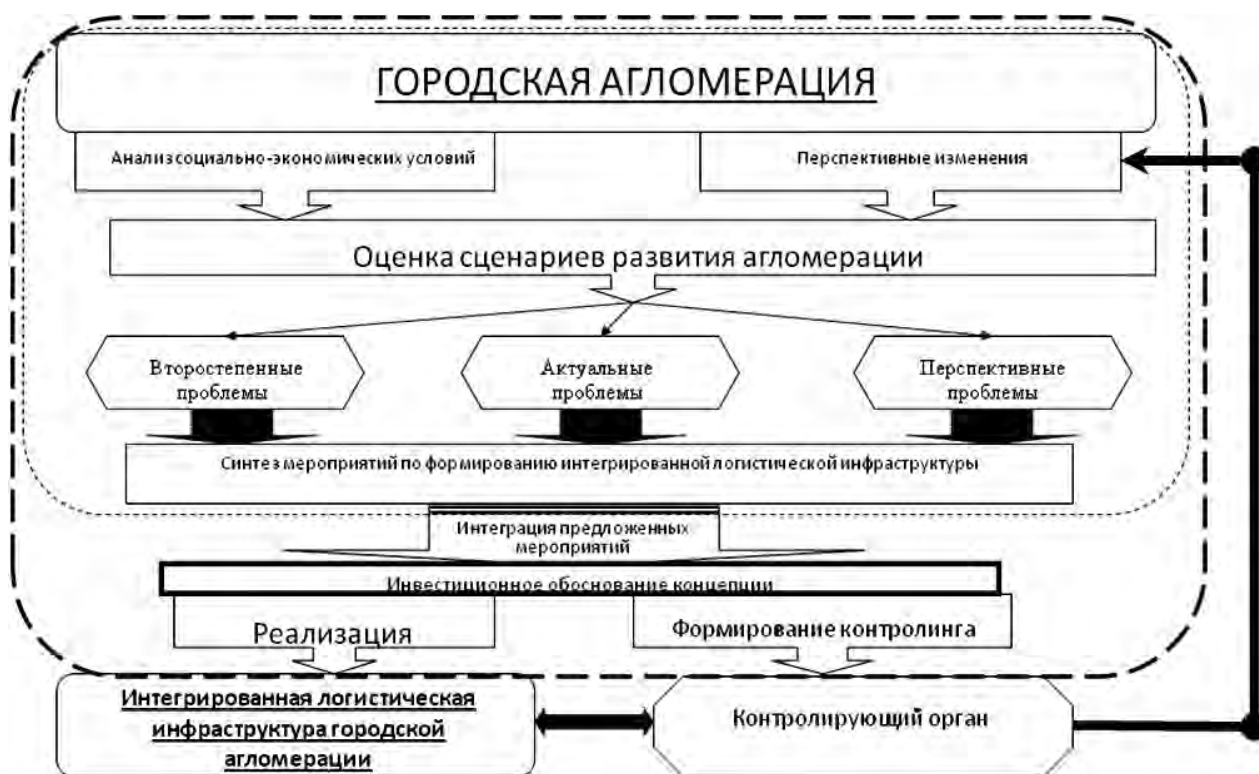 ГОРОДСКАЯ АГЛОМЕРАЦИЯ
Анализ социально-экономических условий
Перспективные изменения
Оценка сценариев развития агломерации
Второстепенные
проблемы
Актуальные
проблемы
Перспективные
проблемы
Синтез мероприятий по формированию интегрированной логистической инфраструктуры
Интеграция предложенных
мероприятий
Инвестиционное обоснование концепции
Реализация
Формирование контролинга
Интегрированная логистическая
инфраструктура городской
агломерации
Контролирующий орган